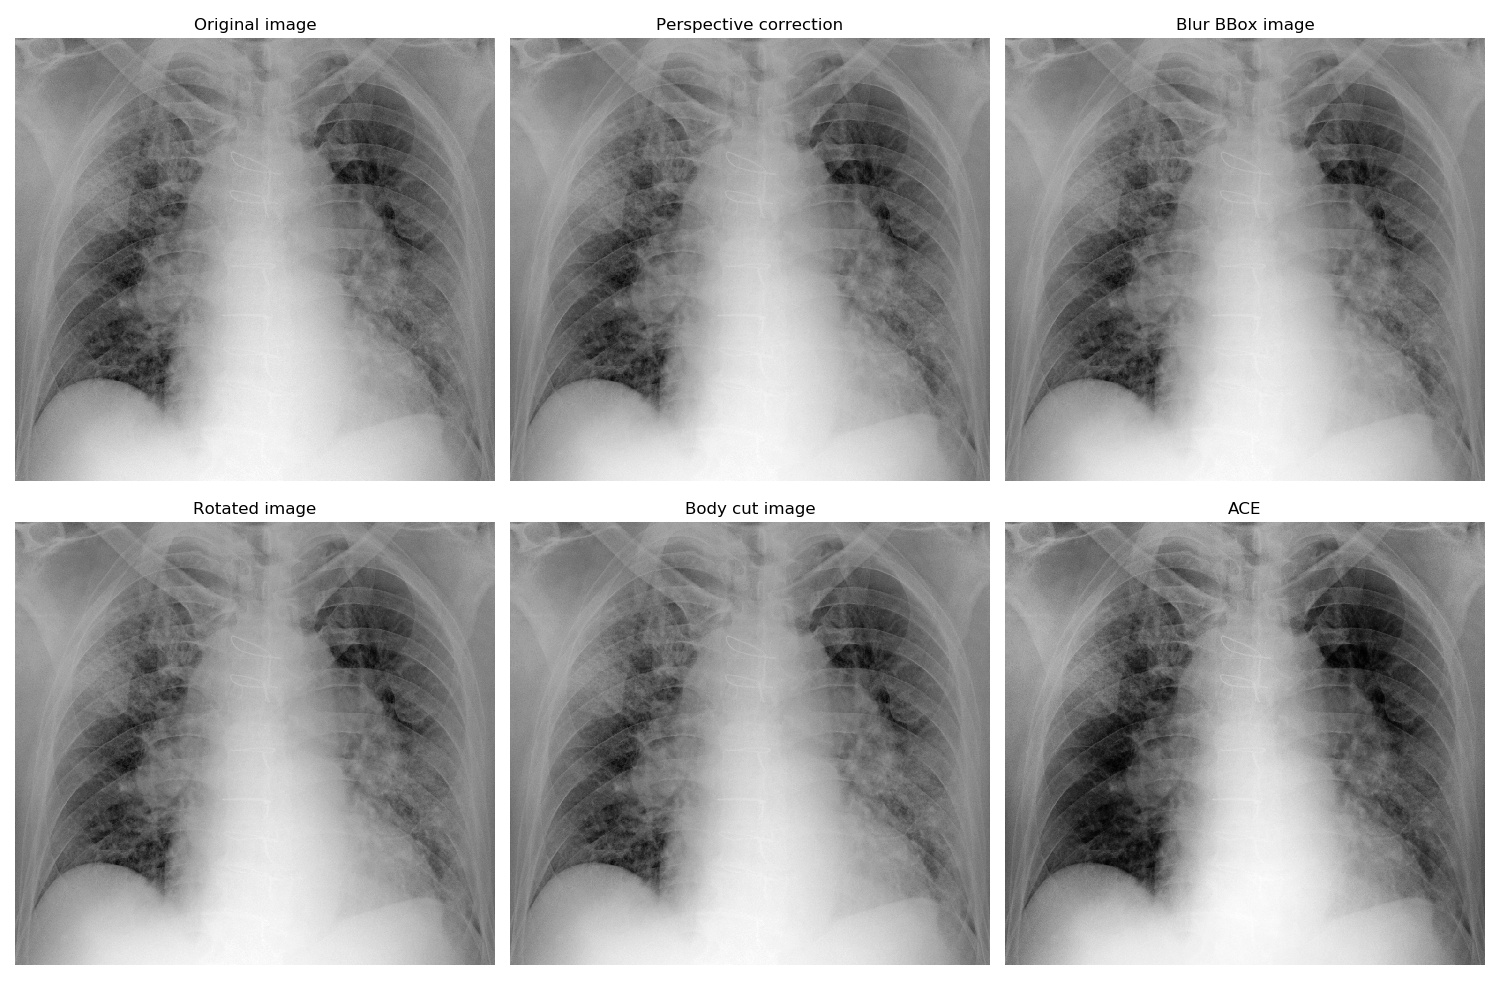 Original image
Perspective correction
Blur BBox image
Rotated image
Body cut image
ACE